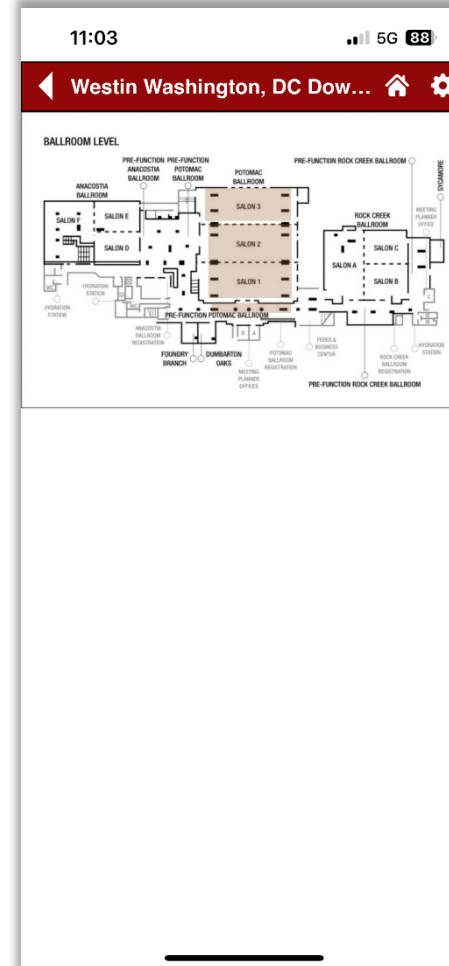 11:03
5G 88
Westin Washington, DC Dow...
BALLROOM LEVEL
PRE-FUNCTION
ANACOSTIA
BALLROOM
PRE-FUNCTION
POTOMAC
BALLROOM
POTOMAC
BALLROOM
PRE-FUNCTION ROCK CREEK BALLROOM
SYCAMORE
ANACOSTIA
BALLROOM
SALON F
SALON E
SALON D
SALON 3
SALON 2
SALON 1
ROCK CREEK
BALLROOM
MEETING
PLANNER
OFFICE
SALON A
SALON C
SALON B
C
WC
HYDRATION
STATION
HYDRATION
STATION
WC
PRE-FUNCTION POTOMAC BALLROOM
ANACOSTIA
BALLROOM
REGISTRATION
FOUNDRY
BRANCH
DUMBARTON
OAKS
B A
MEETING
PLANNER
OFFICES
POTOMAC
BALLROOM
REGISTRATION
FEDEX &
BUSINESS
CENTER
ROCK CREEK
BALLROOM
REGISTRATION
HYDRATION
STATION
PRE-FUNCTION ROCK CREEK BALLROOM